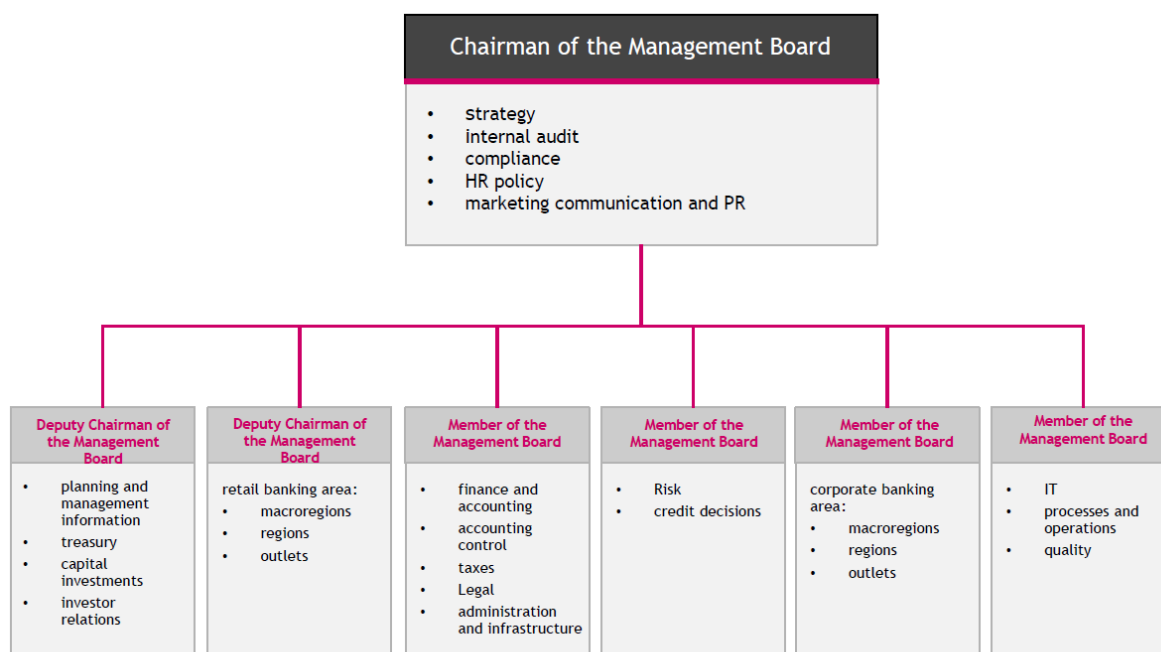 Chairman of the Management Board
• strategy
• internal audit
• compliance
• HR policy
• marketing communication and PR
Deputy Chairman of
the Management
Board
• planning and
management
information
• treasury
• capital
investments
• investor
relations
Deputy Chairman of
the Management
Board
retail banking area:
• macroregions
• regions
• outlets
Member of the
Management Board
• finance and
accounting
• accounting
control
• taxes
• Legal
• administration
and infrastructure
Member of the
Management Board
• Risk
• credit decisions
Member of the
Management Board
corporate banking
area:
• macroregions
• regions
• outlets
Member of the
Management Board
• IT
• processes and
operations
• quality